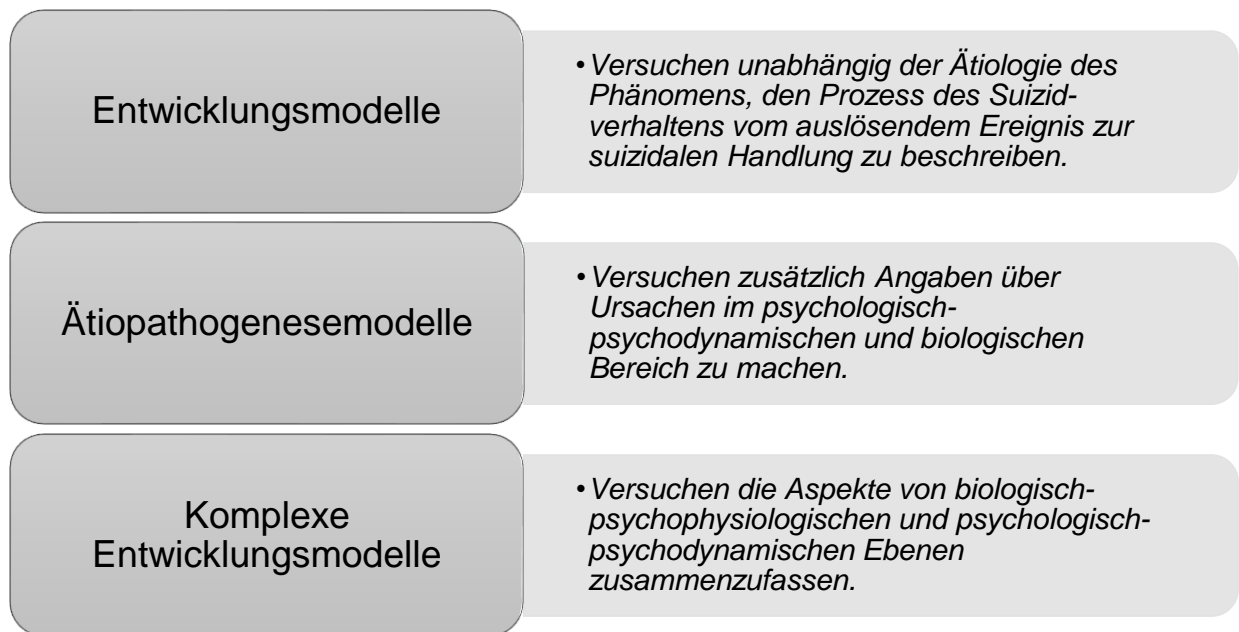 Entwicklungsmodelle
• Versuchen unabhängig der Ätiologie des
Phänomens, den Prozess des Suizid-
verhaltens vom auslösendem Ereignis zur
suizidalen Handlung zu beschreiben.
Ätiopathogenesemodelle
• Versuchen zusätzlich Angaben über
Ursachen im psychologisch-
psychodynamischen und biologischen
Bereich zu machen.
Komplexe
Entwicklungsmodelle
• Versuchen die Aspekte von biologisch-
psychophysiologischen und psychologisch-
psychodynamischen Ebenen
zusammenzufassen.